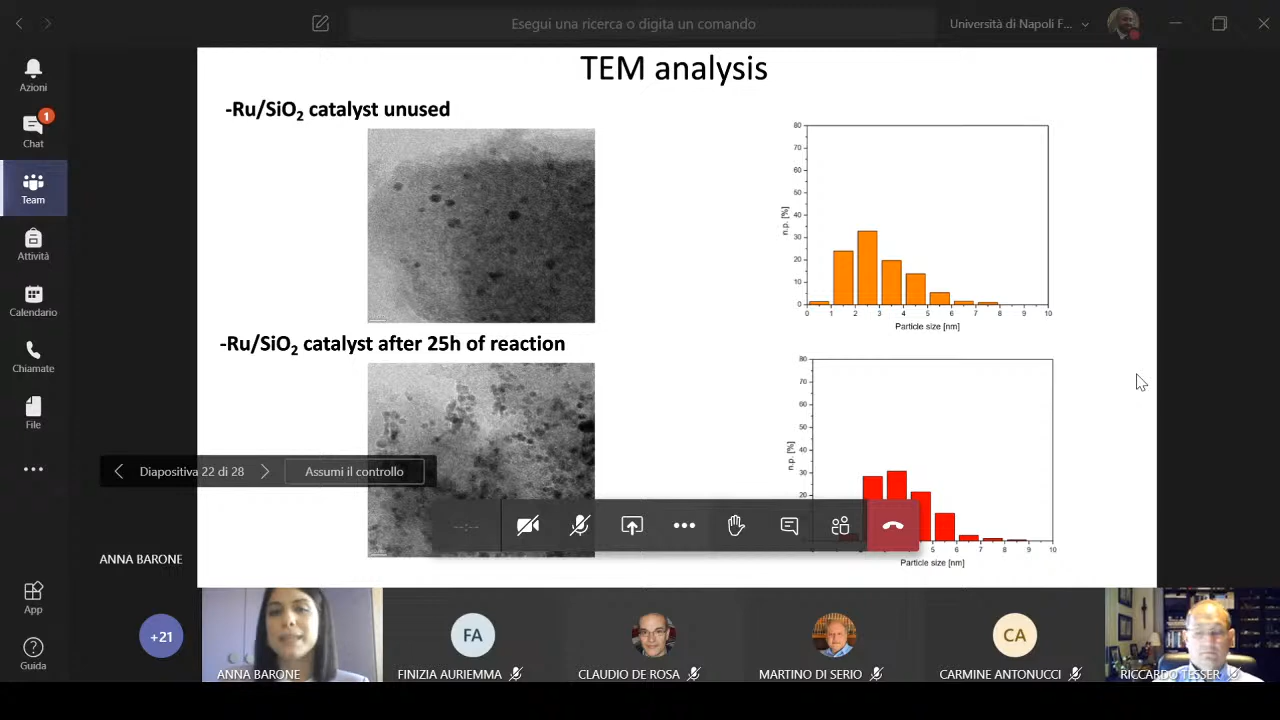 Esegui una ricerca o digita un comando
Università di Napoli F...
Azioni
1
Chat
Team
Attività
Calendario
Chiamate
File
App
Guida
TEM analysis
-Ru/SiO₂ catalyst unused
80
70
60
50
40
30
20
10
0
n.p. [%]
0 1 2 3 4 5 6 7 8 9 10
Particle size [nm]
-Ru/SiO₂ catalyst after 25h of reaction
80
70
60
50
40
30
20
n.p. [%]
5 6 7 8 9 10
Particle size [nm]
Diapositiva 22 di 28
Assumi il controllo
--:--
ANNA BARONE
+21
ANNA BARONE
FA
FINIZIA AURIEMMA
CLAUDIO DE ROSA
MARTINO DI SERIO
CA
CARMINE ANTONUCCI
RICCARDO TESSER